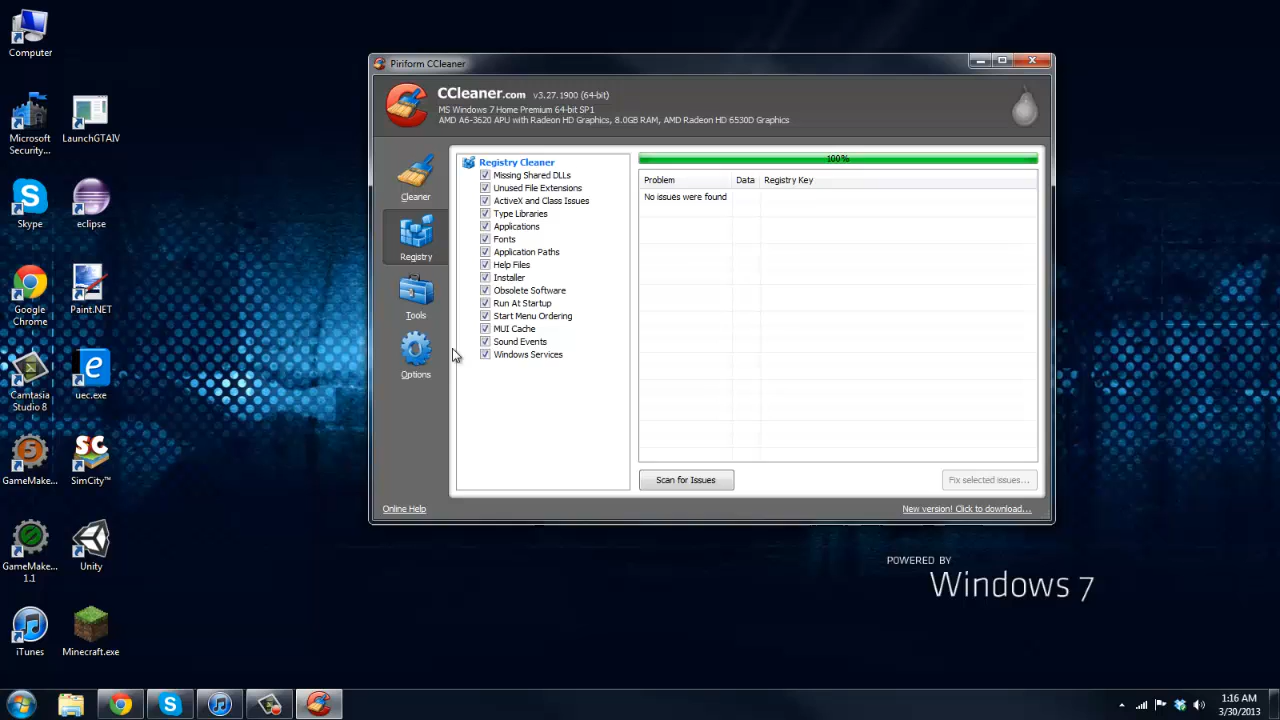 Computer
Microsoft
Security...
LaunchGTAIV
Skype
eclipse
Google
Chrome
Paint.NET
Camtasia
Studio 8
uec.exe
GameMake...
SimCity™
GameMake...
1.1
Unity
iTunes
Minecraft.exe
Piriform CCleaner
CCleaner.com v3.27.1900 (64-bit)
MS Windows 7 Home Premium 64-bit SP1
AMD A6-3620 APU with Radeon HD Graphics, 8.0GB RAM, AMD Radeon HD 6530D Graphics
Cleaner
Registry
Tools
Options
Registry Cleaner
Missing Shared DLLs
Unused File Extensions
ActiveX and Class Issues
Type Libraries
Applications
Fonts
Application Paths
Help Files
Installer
Obsolete Software
Run At Startup
Start Menu Ordering
MUI Cache
Sound Events
Windows Services
100%
Problem Data Registry Key
No issues were found
Scan for Issues
Fix selected issues...
Online Help
New version! Click to download...
POWERED BY
Windows 7
1:16 AM
3/30/2013